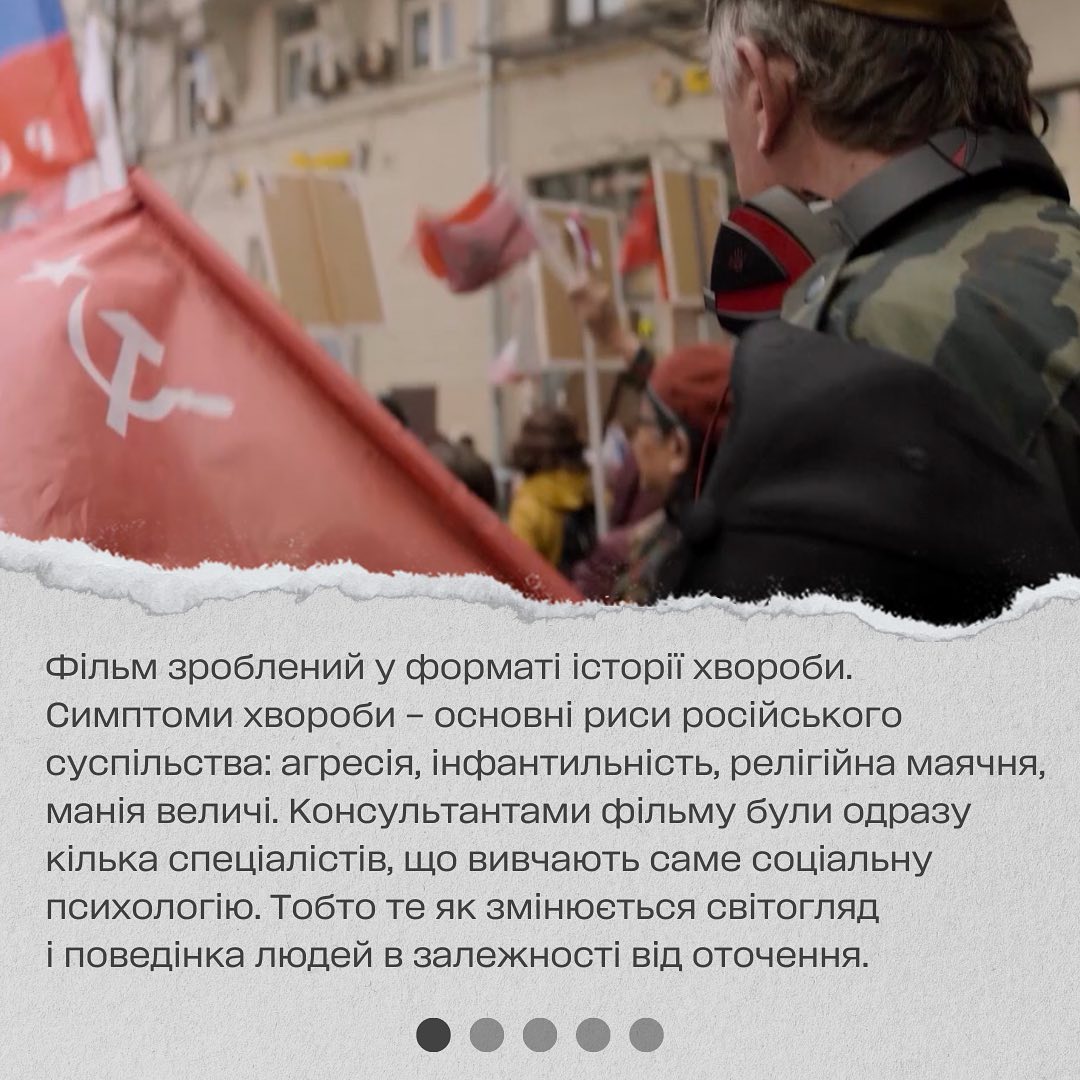 Фільм зроблений у форматі історії хвороби.
Симптоми хвороби – основні риси російського
суспільства: агресія, інфантильність, релігійна маячня,
манія величі. Консультантами фільму були одразу
кілька спеціалістів, що вивчають саме соціальну
психологію. Тобто те як змінюється світогляд
і поведінка людей в залежності від оточення.